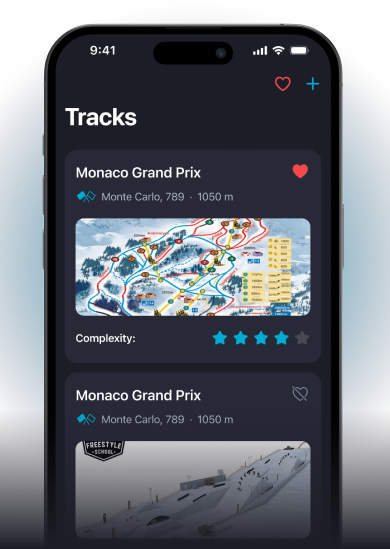 9:41
Tracks
Monaco Grand Prix
Monte Carlo, 789 · 1050 m
Complexity:
Monaco Grand Prix
Monte Carlo, 789 · 1050 m
FREESTYLE
SCHOOL